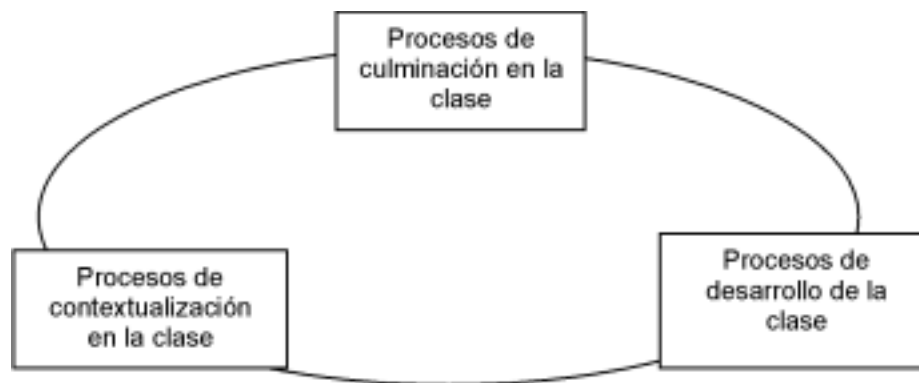 Procesos de
culminación en la
clase
Procesos de
contextualización
en la clase
Procesos de
desarrollo de la
clase